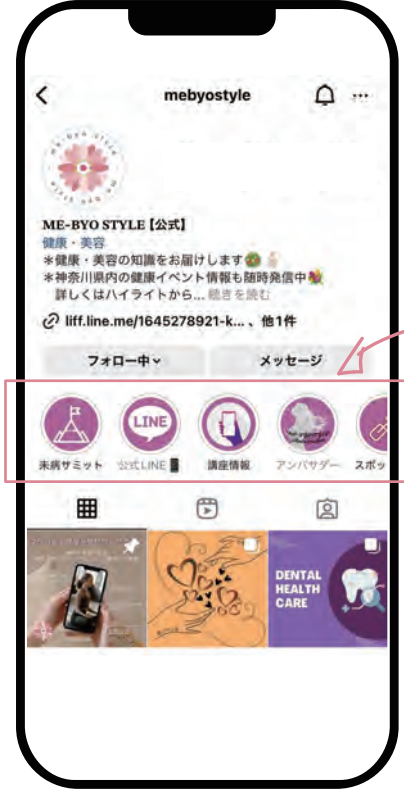 mebyostyle
me-byo style
ME-BYO STYLE【公式】
健康・美容
＊健康・美容の知識をお届けします
＊神奈川県内の健康イベント情報も随時発信中
詳しくはハイライトから... 続きを読む
liff.line.me/1645278921-k... 、他1件
フォロー中
メッセージ
LINE
未病サミット 公式LINE 講座情報 アンバサダー スポッ
DENTAL
HEALTH
CARE